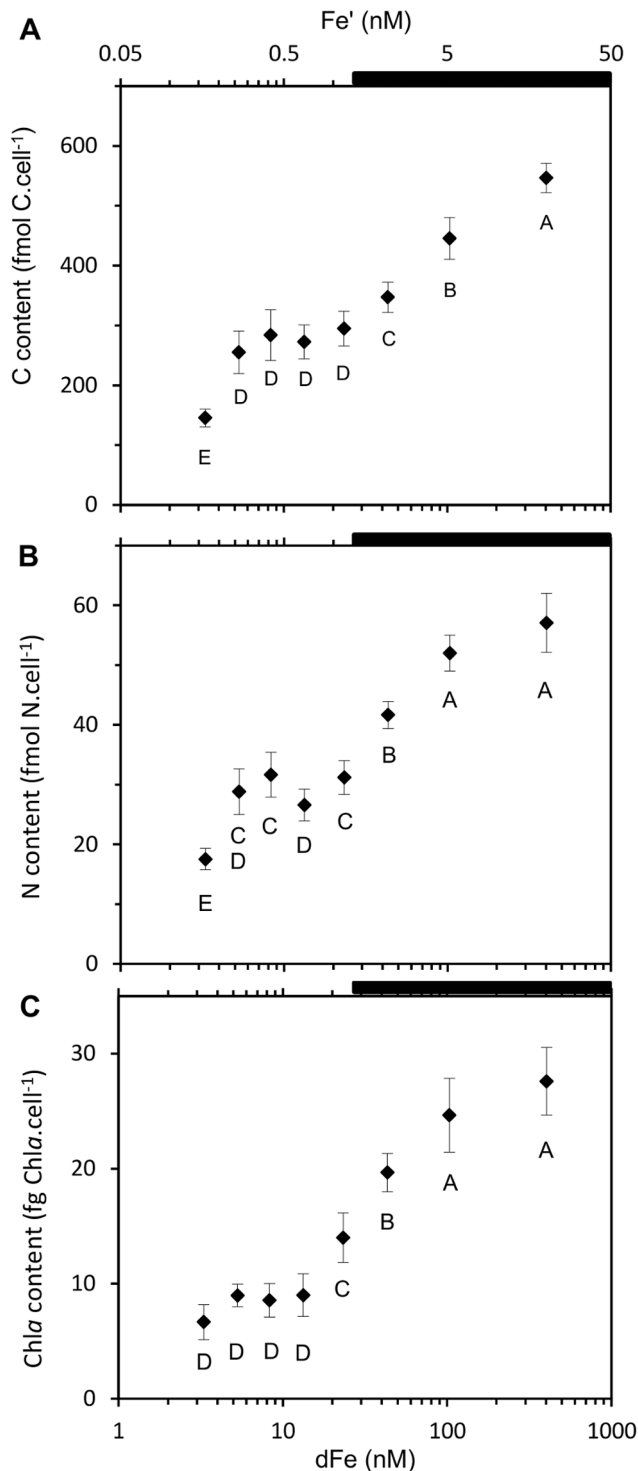 A
Fe' (nM)
0.05 0.5 5 50
C content (fmol C.cell⁻¹)
600
400
200
0
E D D D D C B A
B
N content (fmol N.cell⁻¹)
60
40
20
0
E C D C D C B A A
C
Chla content (fg Chla.cell⁻¹)
30
20
10
0
D D D D C B A A
1 10 100 1000
dFe (nM)